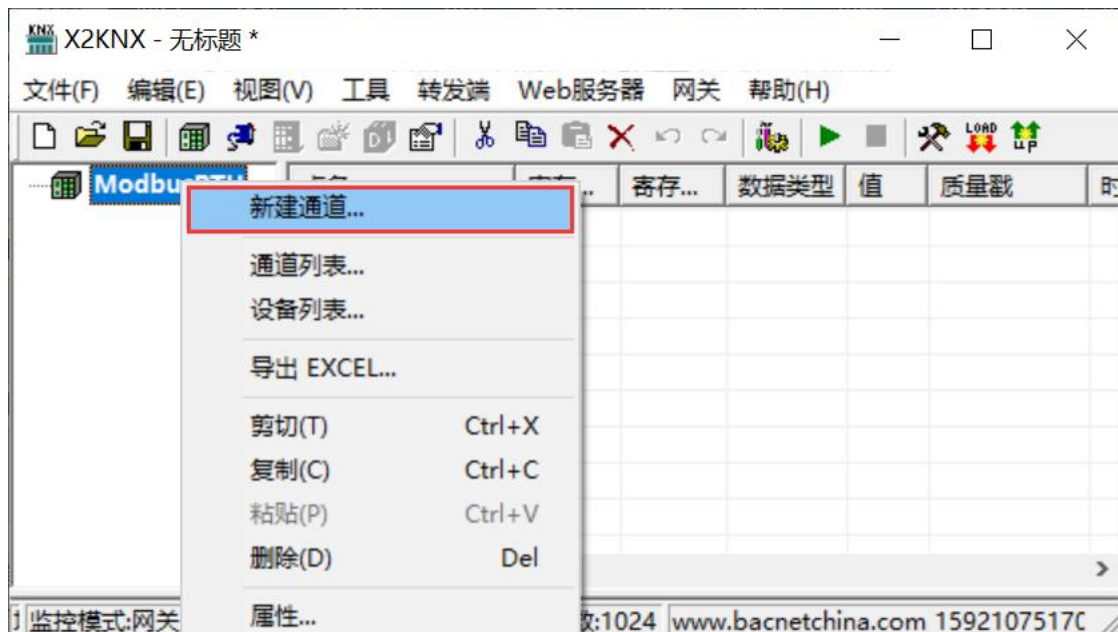 KNX X2KNX - 无标题 *
文件(F) 编辑(E) 视图(V) 工具 转发端 Web服务器 网关 帮助(H)
LOAD UP
寄存... 数据类型 值 质量戳
新建通道...
通道列表...
设备列表...
导出 EXCEL...
剪切(T) Ctrl+X
复制(C) Ctrl+C
粘贴(P) Ctrl+V
删除(D) Del
属性...
监控模式:网关 :1024 www.bacnetchina.com 1592107517